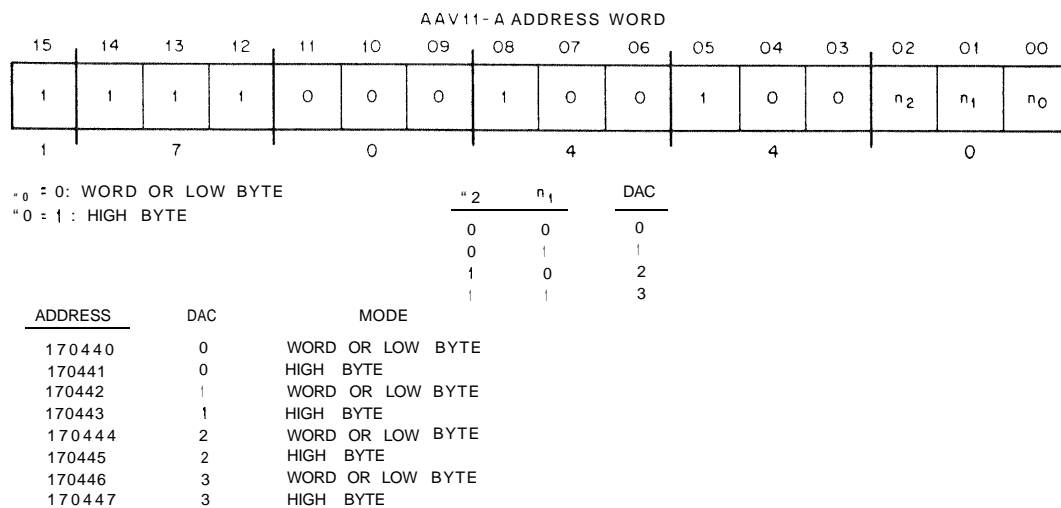 AAV11-A ADDRESS WORD
15 14 13 12 11 10 09 08 07 06 05 04 03 02 01 00
1 1 1 1 0 0 0 1 0 0 1 0 0 n2 n1 n0
1 7 0 4 4 0
"0 = 0: WORD OR LOW BYTE
"0 = 1: HIGH BYTE
"2 n1 DAC
0 0 0
0 1 1
1 0 2
1 1 3
ADDRESS DAC MODE
170440 0 WORD OR LOW BYTE
170441 0 HIGH BYTE
170442 1 WORD OR LOW BYTE
170443 1 HIGH BYTE
170444 2 WORD OR LOW BYTE
170445 2 HIGH BYTE
170446 3 WORD OR LOW BYTE
170447 3 HIGH BYTE